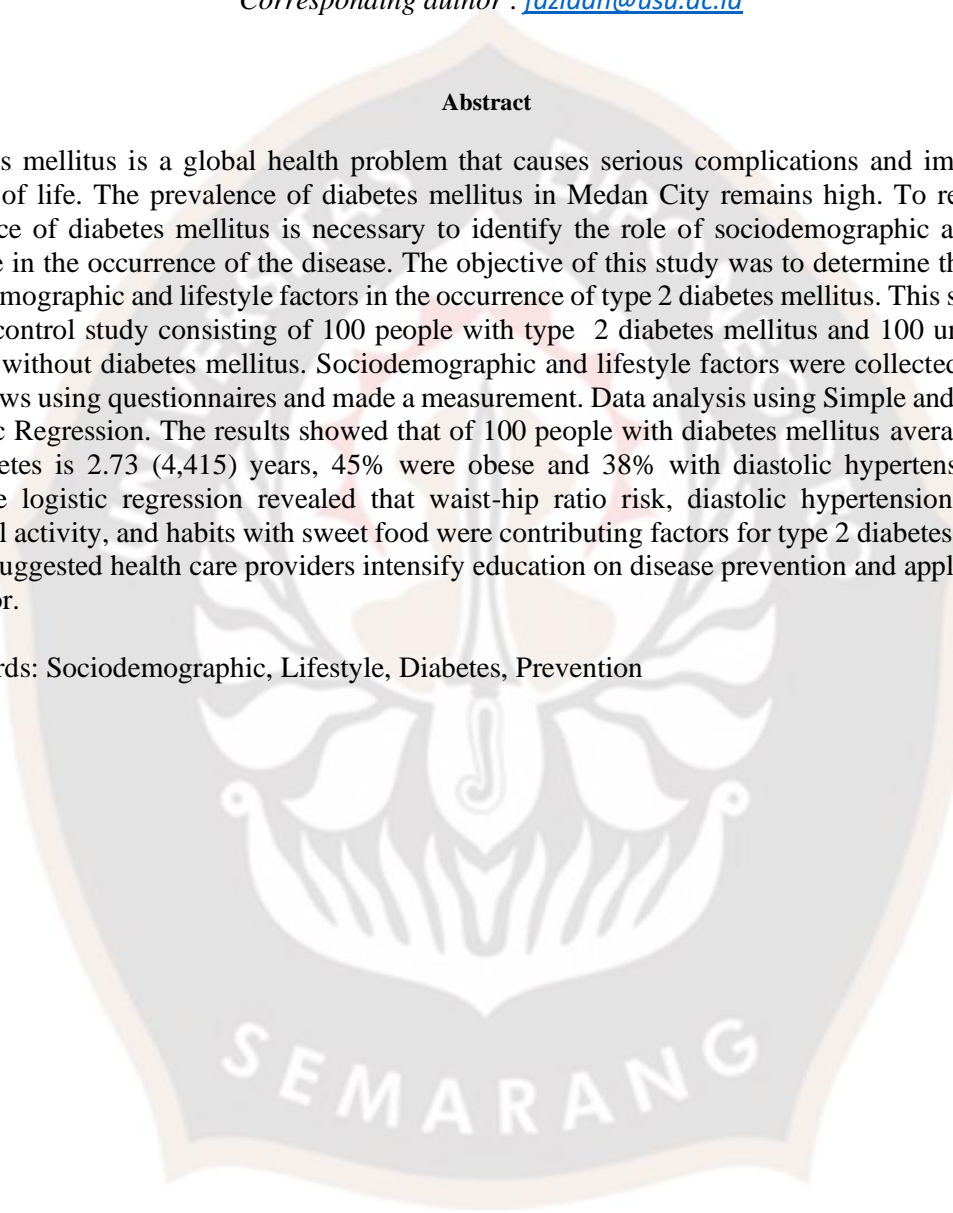 Corresponding author : fazidah@usu.ac.id
Abstract
s mellitus is a global health problem that causes serious complications and im
of life. The prevalence of diabetes mellitus in Medan City remains high. To re
ce of diabetes mellitus is necessary to identify the role of sociodemographic a
e in the occurrence of the disease. The objective of this study was to determine th
mographic and lifestyle factors in the occurrence of type 2 diabetes mellitus. This s
control study consisting of 100 people with type 2 diabetes mellitus and 100 un
without diabetes mellitus. Sociodemographic and lifestyle factors were collected
ws using questionnaires and made a measurement. Data analysis using Simple and
c Regression. The results showed that of 100 people with diabetes mellitus avera
etes is 2.73 (4,415) years, 45% were obese and 38% with diastolic hypertens
e logistic regression revealed that waist-hip ratio risk, diastolic hypertension
l activity, and habits with sweet food were contributing factors for type 2 diabetes
uggested health care providers intensify education on disease prevention and appl
or.
rds: Sociodemographic, Lifestyle, Diabetes, Prevention
UNIVERSITAS DIPONEGORO
SEMARANG